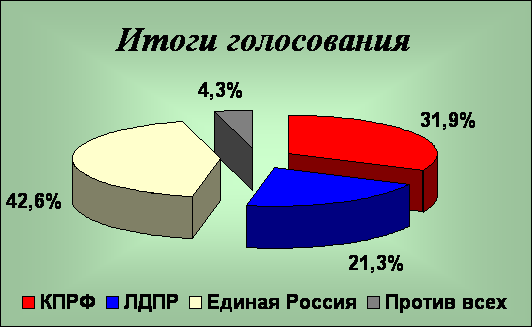 Итоги голосования
4,3%
31,9%
42,6%
21,3%
КПРФ ЛДПР Единая Россия Против всех